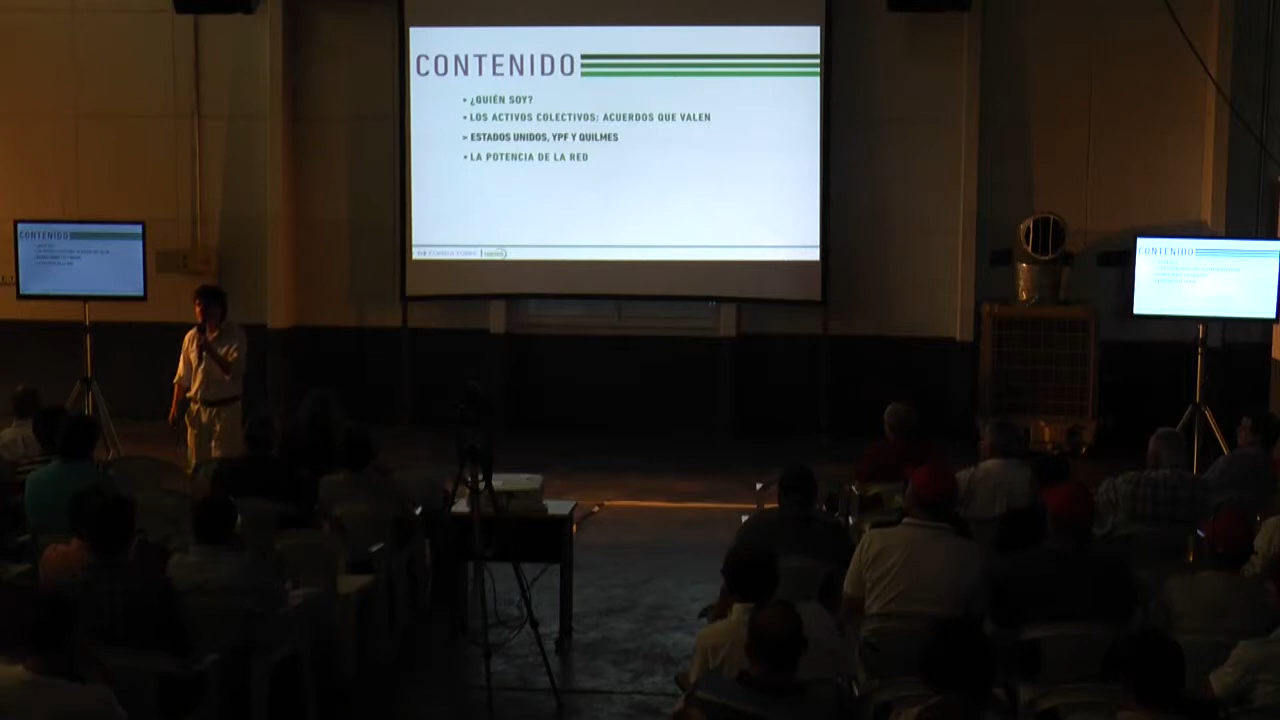 CONTENIDO
• ¿QUIÉN SOY?
• LOS ACTIVOS COLECTIVOS: ACUERDOS QUE VALEN
➢ ESTADOS UNIDOS, YPF Y QUILMES
• LA POTENCIA DE LA RED
CONTENIDO
CONTENIDO